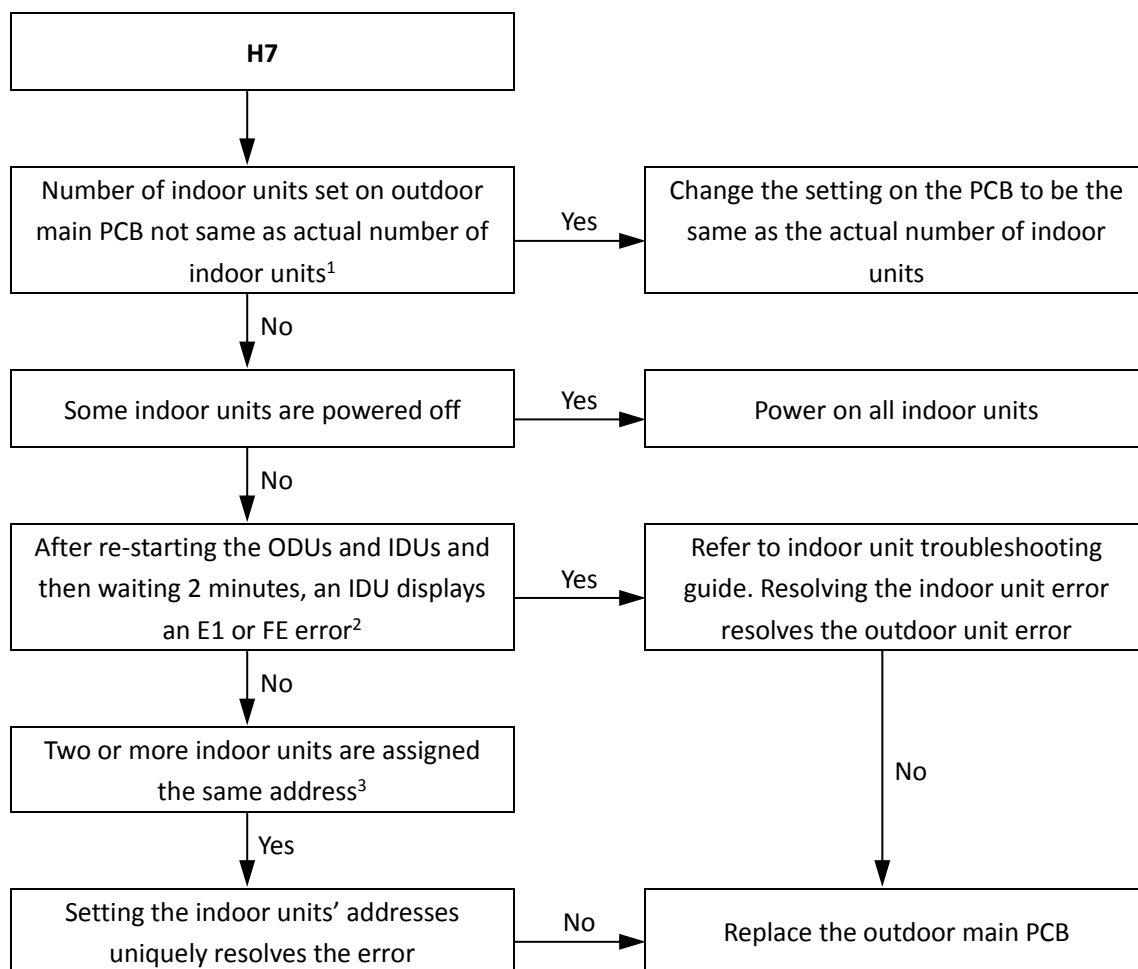 H7
Number of indoor units set on outdoor
main PCB not same as actual number of
indoor units¹
Yes
Change the setting on the PCB to be the
same as the actual number of indoor
units
No
Some indoor units are powered off
Yes
Power on all indoor units
No
After re-starting the ODUs and IDUs and
then waiting 2 minutes, an IDU displays
an E1 or FE error²
Yes
Refer to indoor unit troubleshooting
guide. Resolving the indoor unit error
resolves the outdoor unit error
No
Two or more indoor units are assigned
the same address³
No
Yes
Setting the indoor units’ addresses
uniquely resolves the error
No
Replace the outdoor main PCB